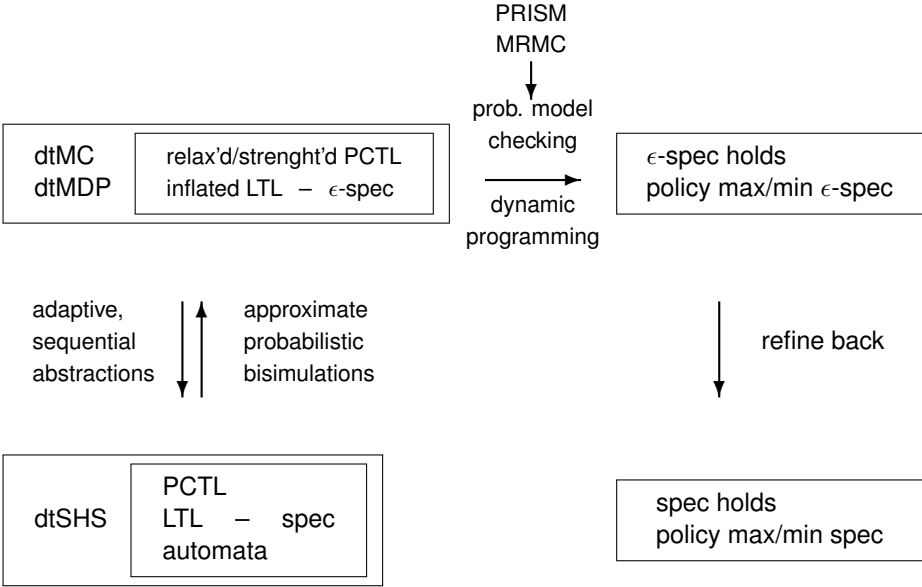 PRISM
MRMC
prob. model
checking
dtMC
dtMDP
relax'd/strenght'd PCTL
inflated LTL – ϵ-spec
dynamic
programming
ϵ-spec holds
policy max/min ϵ-spec
adaptive,
sequential
abstractions
approximate
probabilistic
bisimulations
refine back
dtSHS
PCTL
LTL – spec
automata
spec holds
policy max/min spec